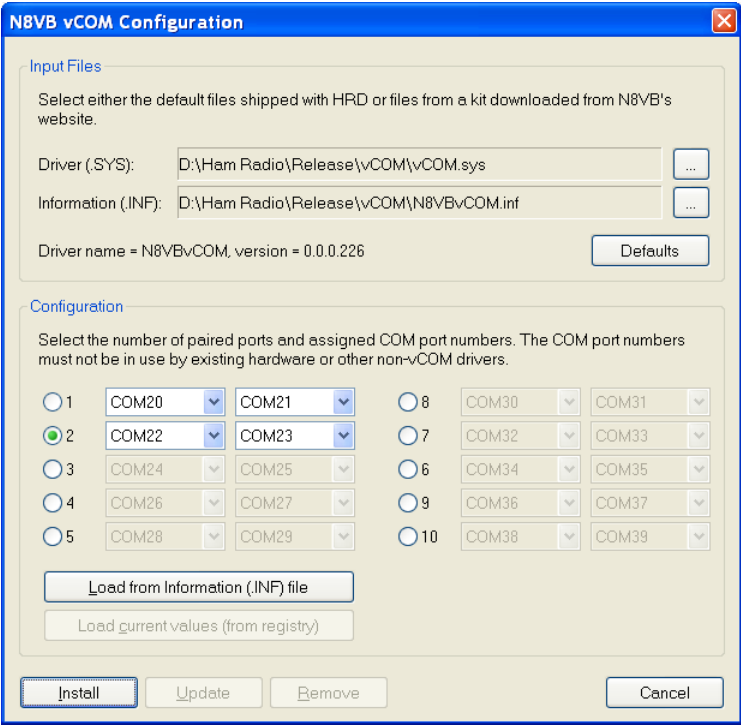 N8VB vCOM Configuration
Input Files
Select either the default files shipped with HRD or files from a kit downloaded from N8VB's
website.
Driver (.SYS): D:\Ham Radio\Release\vCOM\vCOM.sys ...
Information (.INF): D:\Ham Radio\Release\vCOM\N8VBvCOM.inf ...
Driver name = N8VBvCOM, version = 0.0.0.226 Defaults
Configuration
Select the number of paired ports and assigned COM port numbers. The COM port numbers
must not be in use by existing hardware or other non-vCOM drivers.
1 COM20 COM21 8 COM30 COM31
2 COM22 COM23 7 COM32 COM33
3 COM24 COM25 6 COM34 COM35
4 COM26 COM27 9 COM36 COM37
5 COM28 COM29 10 COM38 COM39
Load from Information (.INF) file
Load current values (from registry)
Install Update Remove Cancel